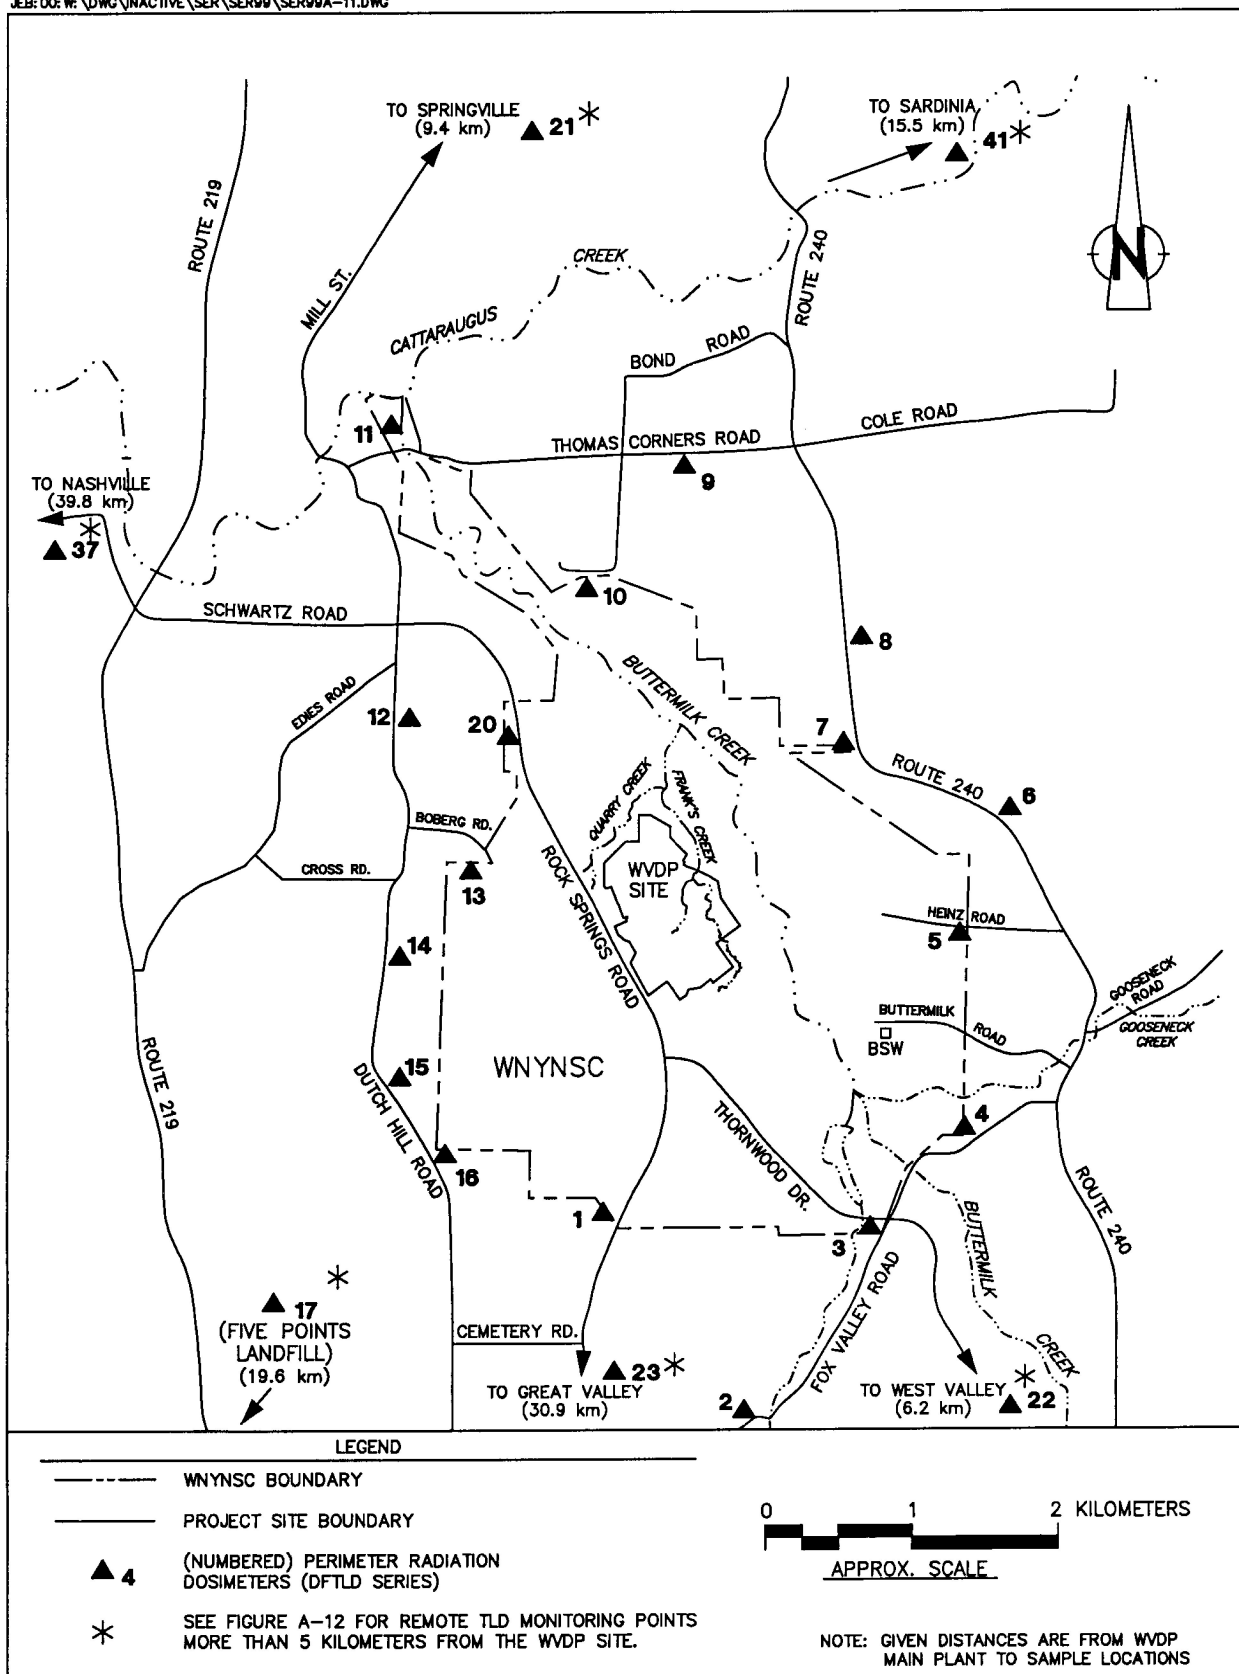 JEB: 00: W: \DWG\INACTIVE\SER\SER99\SER99A-11.DWG
TO SPRINGVILLE
(9.4 km)
21
TO SARDINIA
(15.5 km)
41
N
ROUTE 219
MILL ST.
CREEK
CATTARAUGUS
ROUTE 240
BOND ROAD
COLE ROAD
11
THOMAS CORNERS ROAD
9
TO NASHVILLE
(39.8 km)
37
10
SCHWARTZ ROAD
8
BUTTERMILK CREEK
EDIES ROAD
12
20
7
ROUTE 240
6
QUARRY CREEK
FRANK'S CREEK
BOBERG RD.
CROSS RD.
13
ROCK SPRINGS ROAD
WVDP
SITE
HEINZ ROAD
5
14
GOOSENECK
ROAD
GOOSENECK
CREEK
BUTTERMILK
ROAD
BSW
ROUTE 219
15
WNYNSC
DUTCH HILL ROAD
THORNWOOD DR.
4
16
ROUTE 240
1
3
BUTTERMILK
CREEK
FOX VALLEY ROAD
17
(FIVE POINTS
LANDFILL)
(19.6 km)
CEMETERY RD.
23
TO GREAT VALLEY
(30.9 km)
2
TO WEST VALLEY
(6.2 km)
22
LEGEND
WNYNSC BOUNDARY
PROJECT SITE BOUNDARY
4
(NUMBERED) PERIMETER RADIATION
DOSIMETERS (DFTLD SERIES)
SEE FIGURE A-12 FOR REMOTE TLD MONITORING POINTS
MORE THAN 5 KILOMETERS FROM THE WVDP SITE.
0 1 2 KILOMETERS
APPROX. SCALE
NOTE: GIVEN DISTANCES ARE FROM WVDP
MAIN PLANT TO SAMPLE LOCATIONS